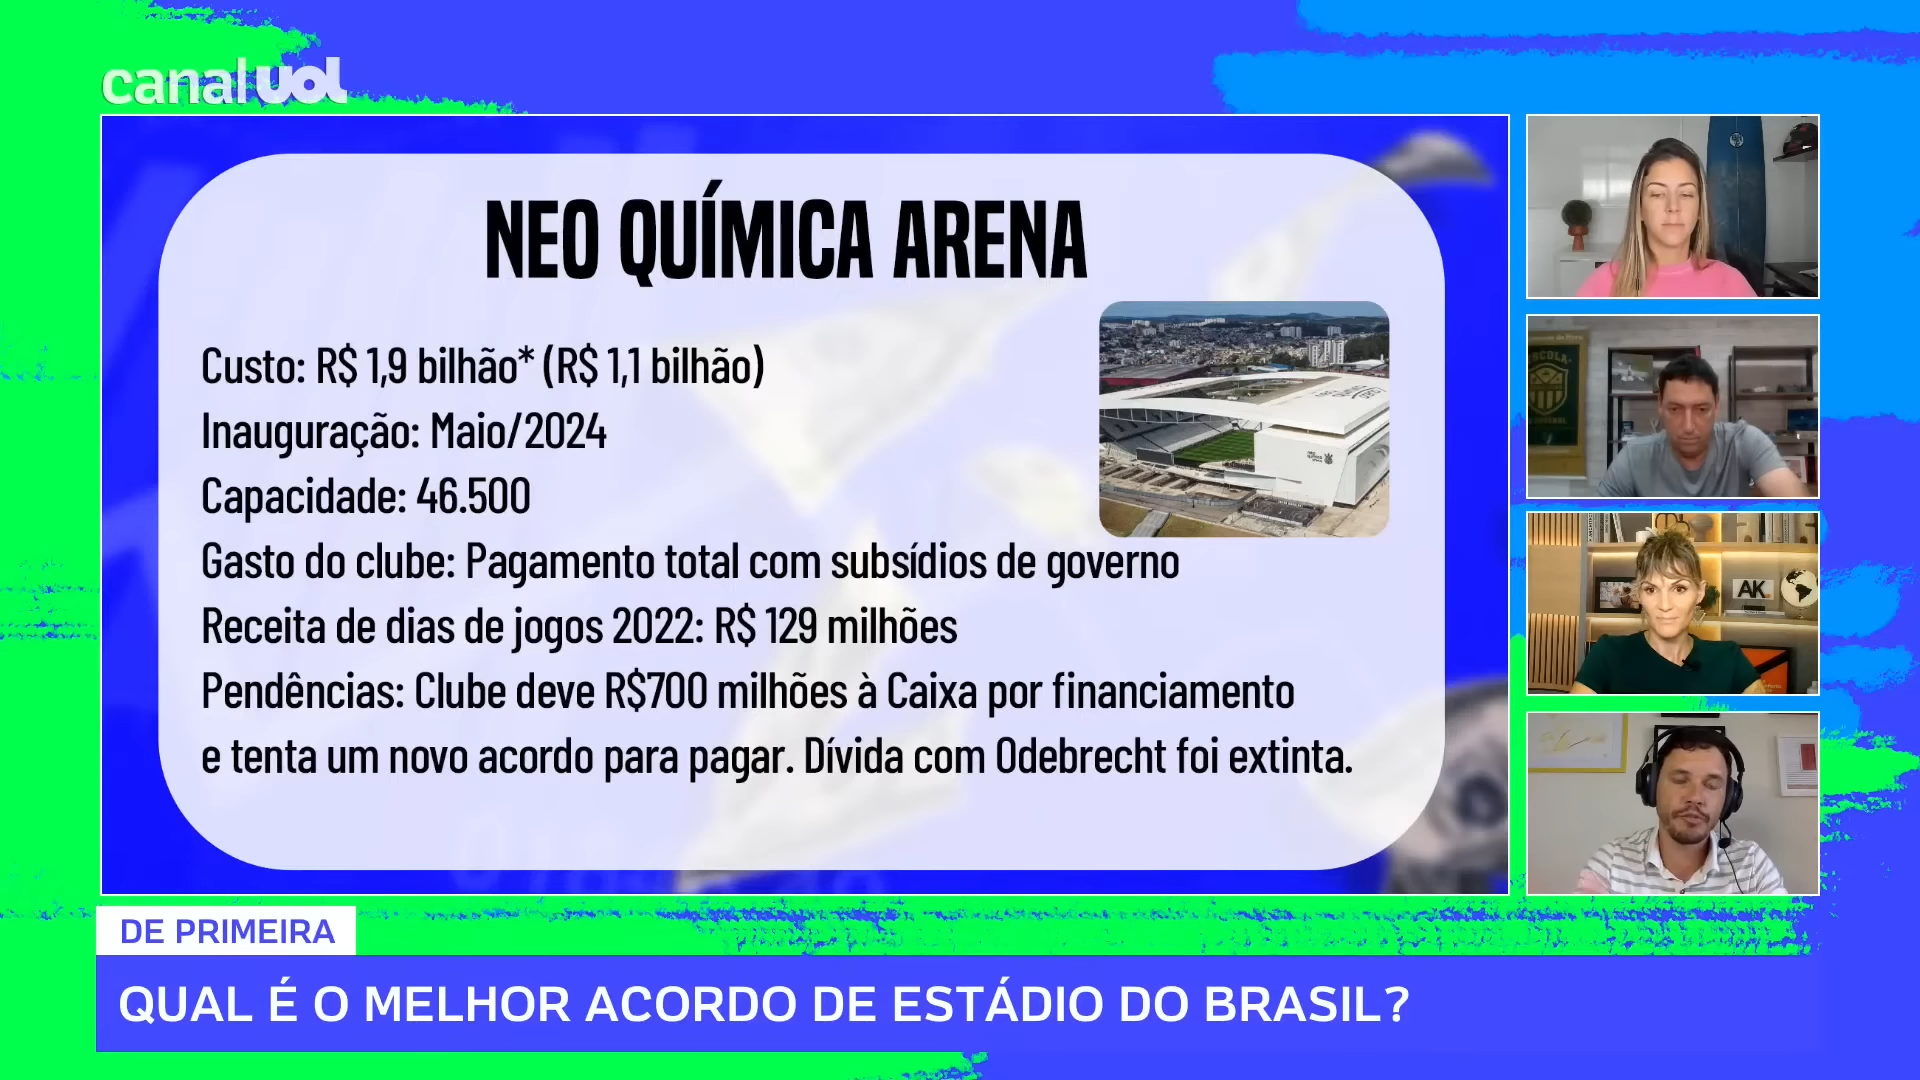 canal uol
NEO QUÍMICA ARENA
Custo: R$ 1,9 bilhão* (R$ 1,1 bilhão)
Inauguração: Maio/2024
Capacidade: 46.500
Gasto do clube: Pagamento total com subsídios de governo
Receita de dias de jogos 2022: R$ 129 milhões
Pendências: Clube deve R$700 milhões à Caixa por financiamento
e tenta um novo acordo para pagar. Dívida com Odebrecht foi extinta.
AK
DE PRIMEIRA
QUAL É O MELHOR ACORDO DE ESTÁDIO DO BRASIL?